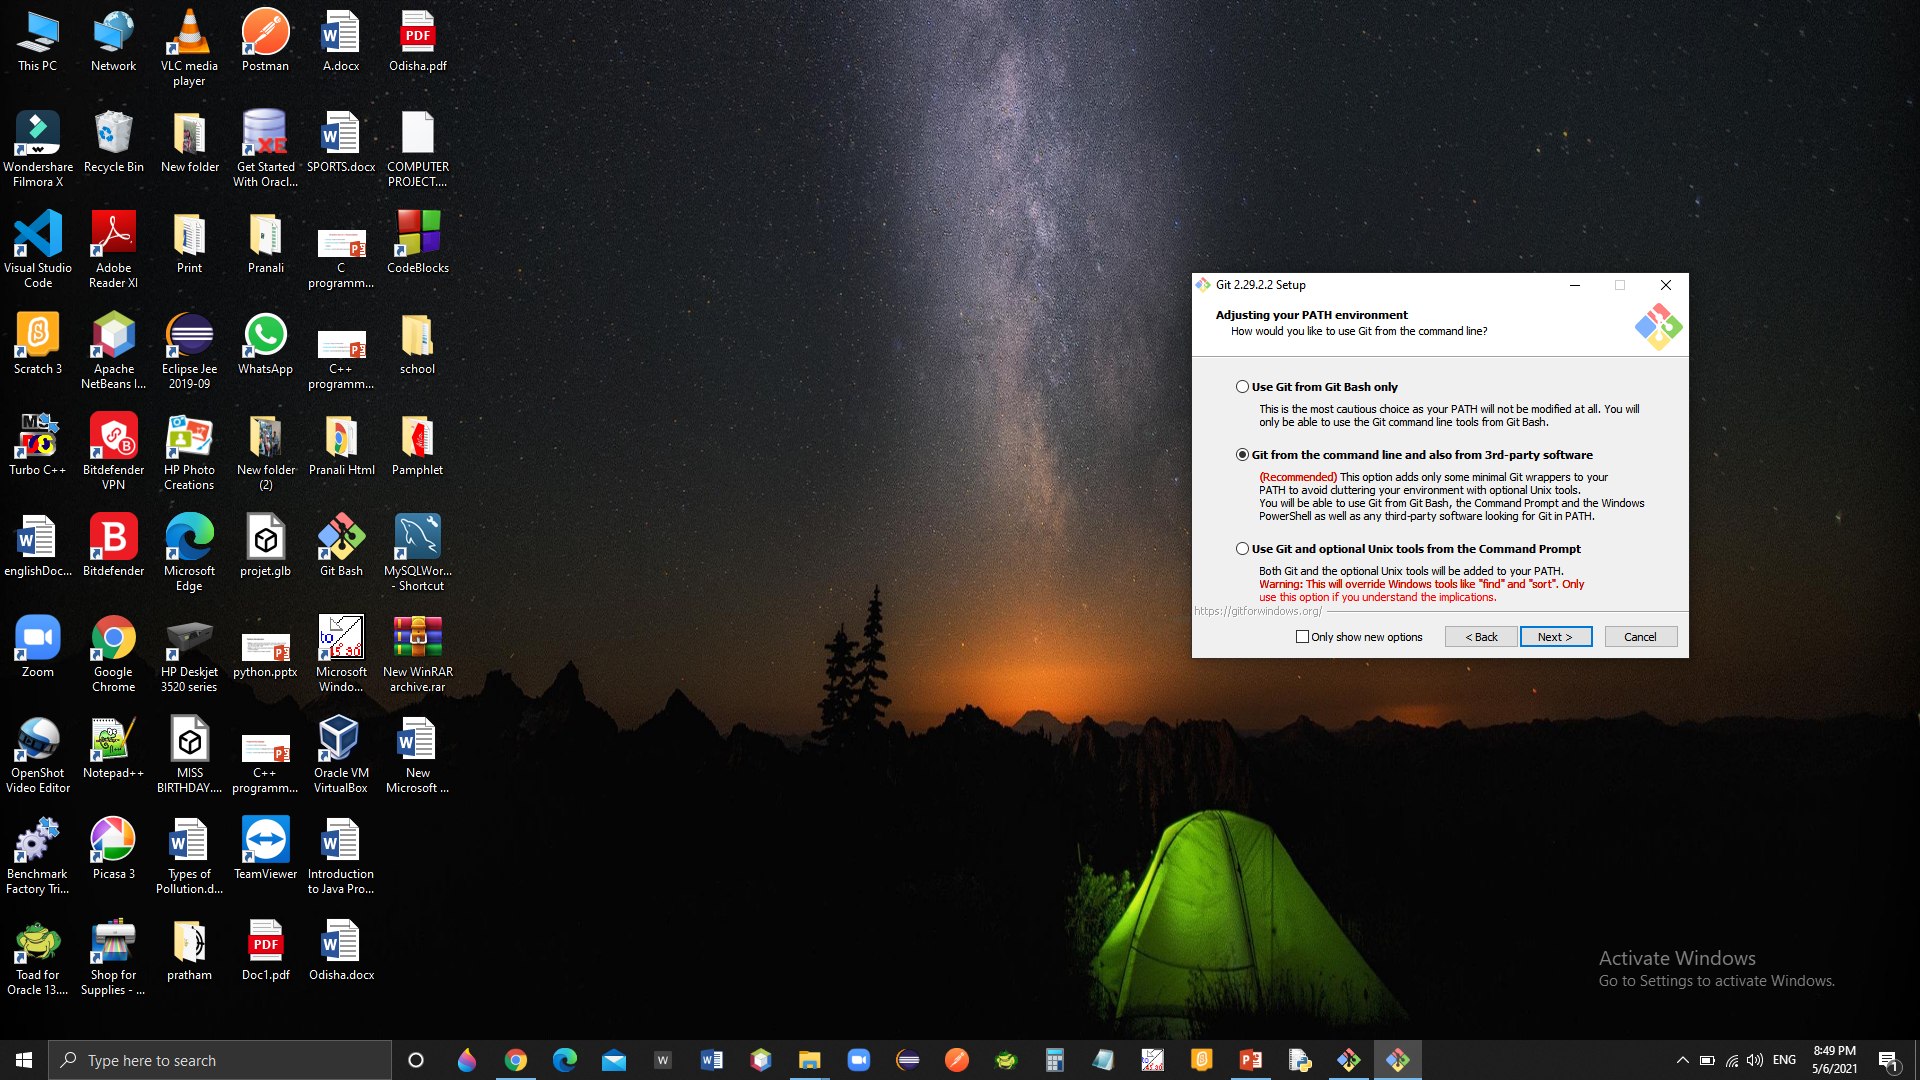 This PC
Network
VLC media
player
Postman
A.docx
Odisha.pdf
Wondershare
Filmora X
Recycle Bin
New folder
Get Started
With Oracl...
SPORTS.docx
COMPUTER
PROJECT....
Visual Studio
Code
Adobe
Reader XI
Print
Pranali
C
programm...
CodeBlocks
Scratch 3
Apache
NetBeans I...
Eclipse Jee
2019-09
WhatsApp
C++
programm...
school
Turbo C++
Bitdefender
VPN
HP Photo
Creations
New folder
(2)
Pranali Html
Pamphlet
englishDoc...
Bitdefender
Microsoft
Edge
projet.glb
Git Bash
MySQLWor...
- Shortcut
Zoom
Google
Chrome
HP Deskjet
3520 series
python.pptx
Microsoft
Windo...
New WinRAR
archive.rar
OpenShot
Video Editor
Notepad++
MISS
BIRTHDAY....
C++
programm...
Oracle VM
VirtualBox
New
Microsoft ...
Benchmark
Factory Tri...
Picasa 3
Types of
Pollution.d...
TeamViewer
Introduction
to Java Pro...
Toad for
Oracle 13....
Shop for
Supplies - ...
pratham
Doc1.pdf
Odisha.docx
Git 2.29.2.2 Setup
Adjusting your PATH environment
How would you like to use Git from the command line?
Use Git from Git Bash only
This is the most cautious choice as your PATH will not be modified at all. You will
only be able to use the Git command line tools from Git Bash.
Git from the command line and also from 3rd-party software
(Recommended) This option adds only some minimal Git wrappers to your
PATH to avoid cluttering your environment with optional Unix tools.
You will be able to use Git from Git Bash, the Command Prompt and the Windows
PowerShell as well as any third-party software looking for Git in PATH.
Use Git and optional Unix tools from the Command Prompt
Both Git and the optional Unix tools will be added to your PATH.
Warning: This will override Windows tools like "find" and "sort". Only
use this option if you understand the implications.
https://gitforwindows.org/
Only show new options
< Back
Next >
Cancel
Activate Windows
Go to Settings to activate Windows.
Type here to search
ENG
8:49 PM
5/6/2021
1